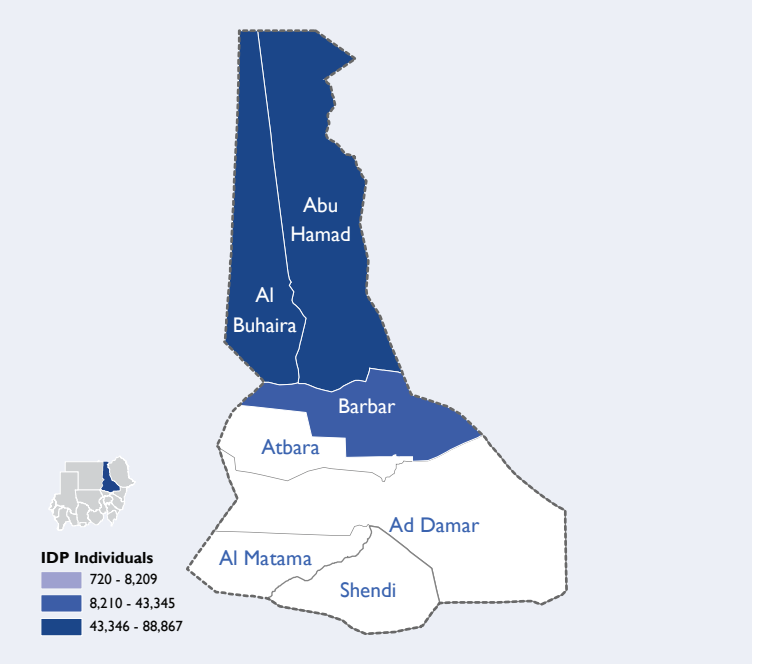 Abu
Hamad
Al
Buhaira
Barbar
Atbara
Ad Damar
Al Matama
Shendi
IDP Individuals
720 - 8,209
8,210 - 43,345
43,346 - 88,867